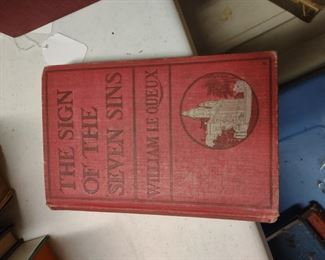 THE SIGN
OF THE
SEVEN SINS
WILLIAM LE QUEUX